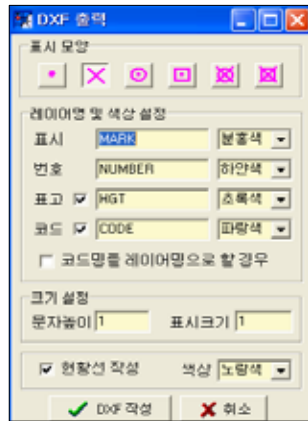 DXF 출력
표시 모양
레이어명 및 색상 설정
표시 MARK 분홍색
번호 NUMBER 하얀색
표고 HGT 초록색
코드 CODE 파랑색
코드명를 레이어명으로 할 경우
크기 설정
문자높이 1 표시크기 1
현황선 작성 색상 노랑색
DXF 작성 취소